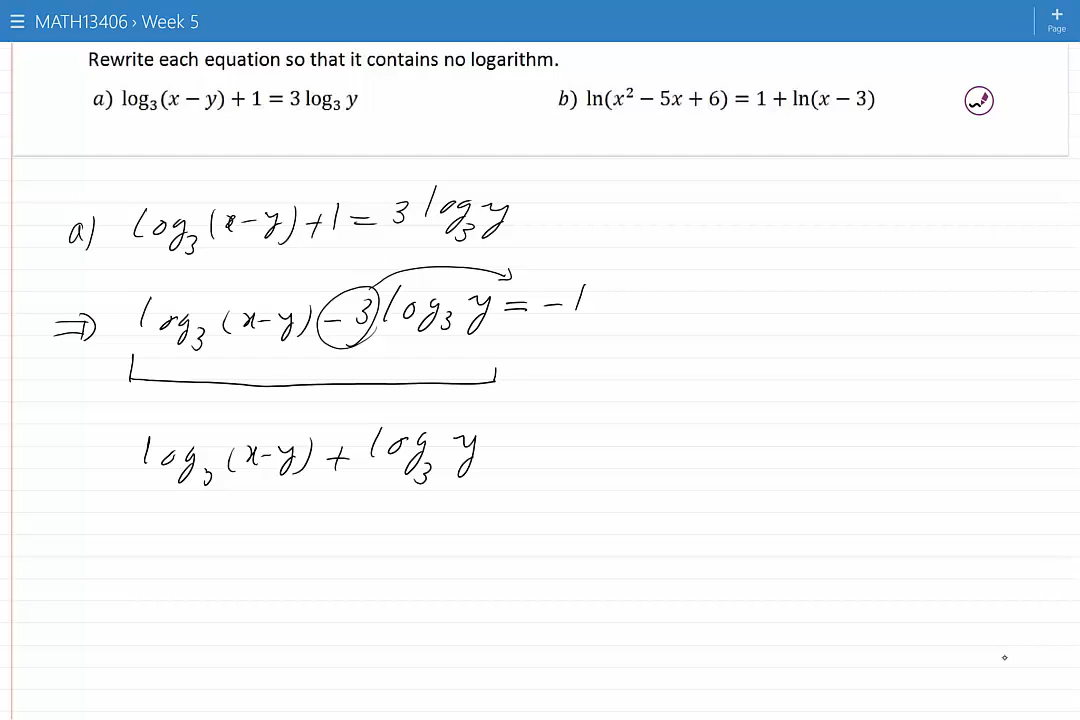 MATH13406 › Week 5
Page
Rewrite each equation so that it contains no logarithm.
a) log₃(x − y) + 1 = 3 log₃ y
b) ln(x² − 5x + 6) = 1 + ln(x − 3)
a) log₃(x-y)+1 = 3 log₃ y
⇒ log₃(x-y) -3 log₃ y = -1
log₃(x-y) + log₃ y